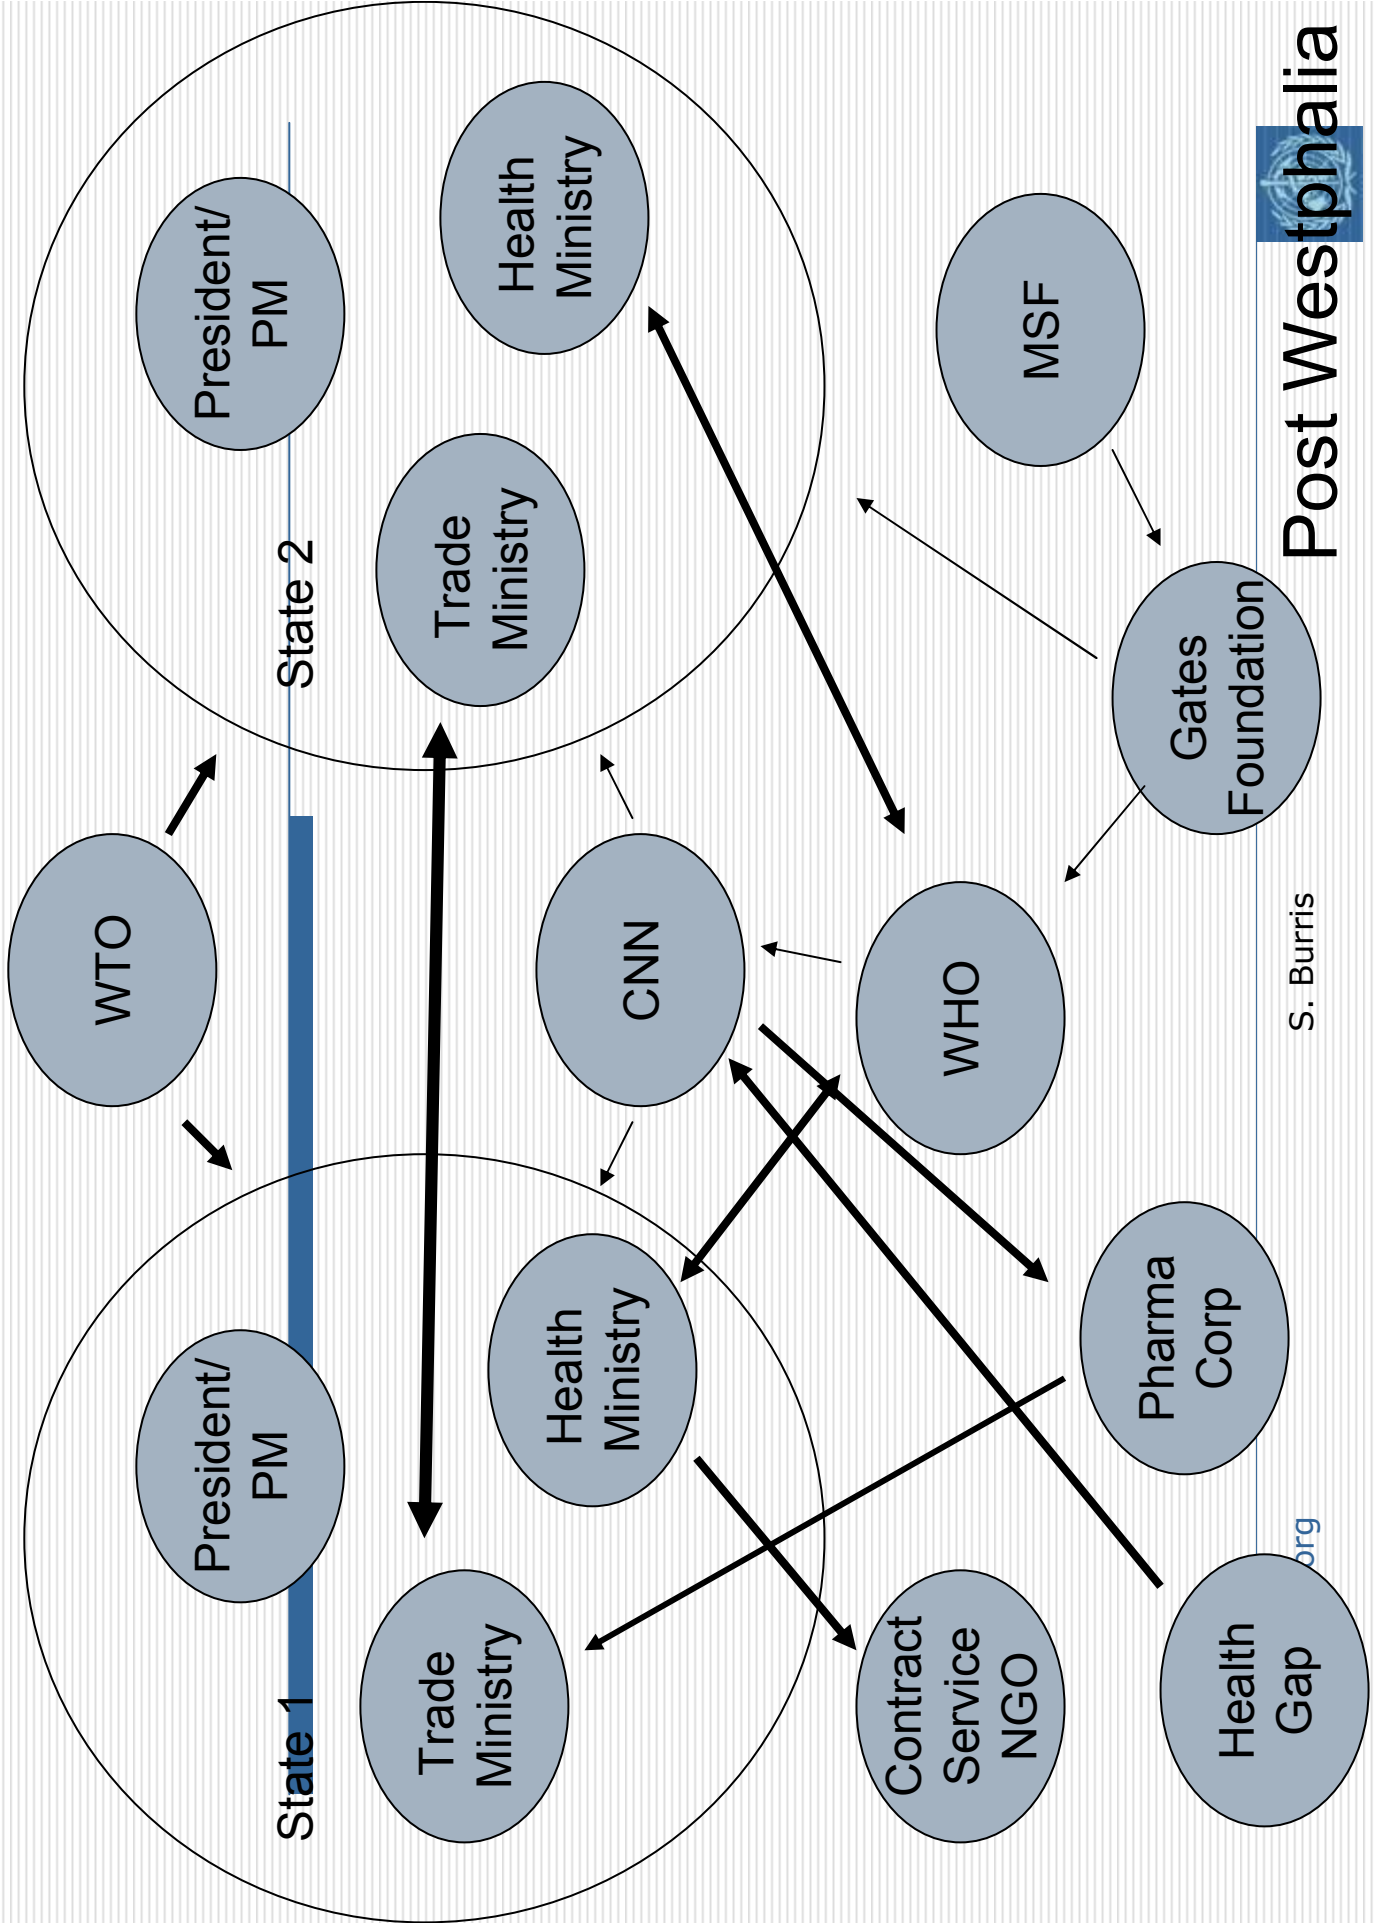 WTO
State 1
President/
PM
Trade
Ministry
Health
Ministry
State 2
President/
PM
Trade
Ministry
Health
Ministry
CNN
WHO
Contract
Service
NGO
MSF
Pharma
Corp
Gates
Foundation
Health
Gap
org
S. Burris
Post Westphalia